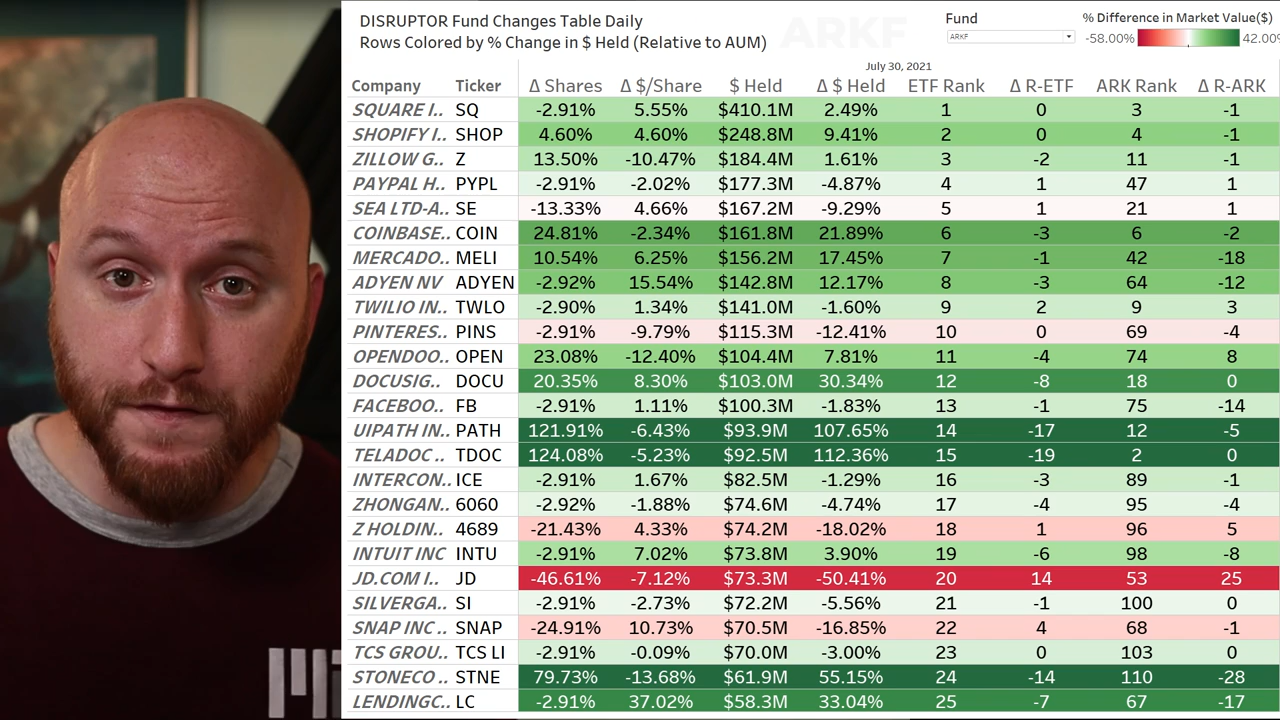 DISRUPTOR Fund Changes Table Daily
Rows Colored by % Change in $ Held (Relative to AUM)
ARKF
Fund
ARKF
% Difference in Market Value($)
-58.00% 42.00%
July 30, 2021
Company Ticker Δ Shares Δ $/Share $ Held Δ $ Held ETF Rank Δ R-ETF ARK Rank Δ R-ARK
SQUARE I.. SQ -2.91% 5.55% $410.1M 2.49% 1 0 3 -1
SHOPIFY I.. SHOP 4.60% 4.60% $248.8M 9.41% 2 0 4 -1
ZILLOW G.. Z 13.50% -10.47% $184.4M 1.61% 3 -2 11 -1
PAYPAL H.. PYPL -2.91% -2.02% $177.3M -4.87% 4 1 47 1
SEA LTD-A.. SE -13.33% 4.66% $167.2M -9.29% 5 1 21 1
COINBASE.. COIN 24.81% -2.34% $161.8M 21.89% 6 -3 6 -2
MERCADO.. MELI 10.54% 6.25% $156.2M 17.45% 7 -1 42 -18
ADYEN NV ADYEN -2.92% 15.54% $142.8M 12.17% 8 -3 64 -12
TWILIO IN.. TWLO -2.90% 1.34% $141.0M -1.60% 9 2 9 3
PINTERES.. PINS -2.91% -9.79% $115.3M -12.41% 10 0 69 -4
OPENDOO.. OPEN 23.08% -12.40% $104.4M 7.81% 11 -4 74 8
DOCUSIG.. DOCU 20.35% 8.30% $103.0M 30.34% 12 -8 18 0
FACEBOO.. FB -2.91% 1.11% $100.3M -1.83% 13 -1 75 -14
UIPATH IN.. PATH 121.91% -6.43% $93.9M 107.65% 14 -17 12 -5
TELADOC .. TDOC 124.08% -5.23% $92.5M 112.36% 15 -19 2 0
INTERCON.. ICE -2.91% 1.67% $82.5M -1.29% 16 -3 89 -1
ZHONGAN.. 6060 -2.92% -1.88% $74.6M -4.74% 17 -4 95 -4
Z HOLDIN.. 4689 -21.43% 4.33% $74.2M -18.02% 18 1 96 5
INTUIT INC INTU -2.91% 7.02% $73.8M 3.90% 19 -6 98 -8
JD.COM I.. JD -46.61% -7.12% $73.3M -50.41% 20 14 53 25
SILVERGA.. SI -2.91% -2.73% $72.2M -5.56% 21 -1 100 0
SNAP INC .. SNAP -24.91% 10.73% $70.5M -16.85% 22 4 68 -1
TCS GROU.. TCS LI -2.91% -0.09% $70.0M -3.00% 23 0 103 0
STONECO .. STNE 79.73% -13.68% $61.9M 55.15% 24 -14 110 -28
LENDINGC.. LC -2.91% 37.02% $58.3M 33.04% 25 -7 67 -17